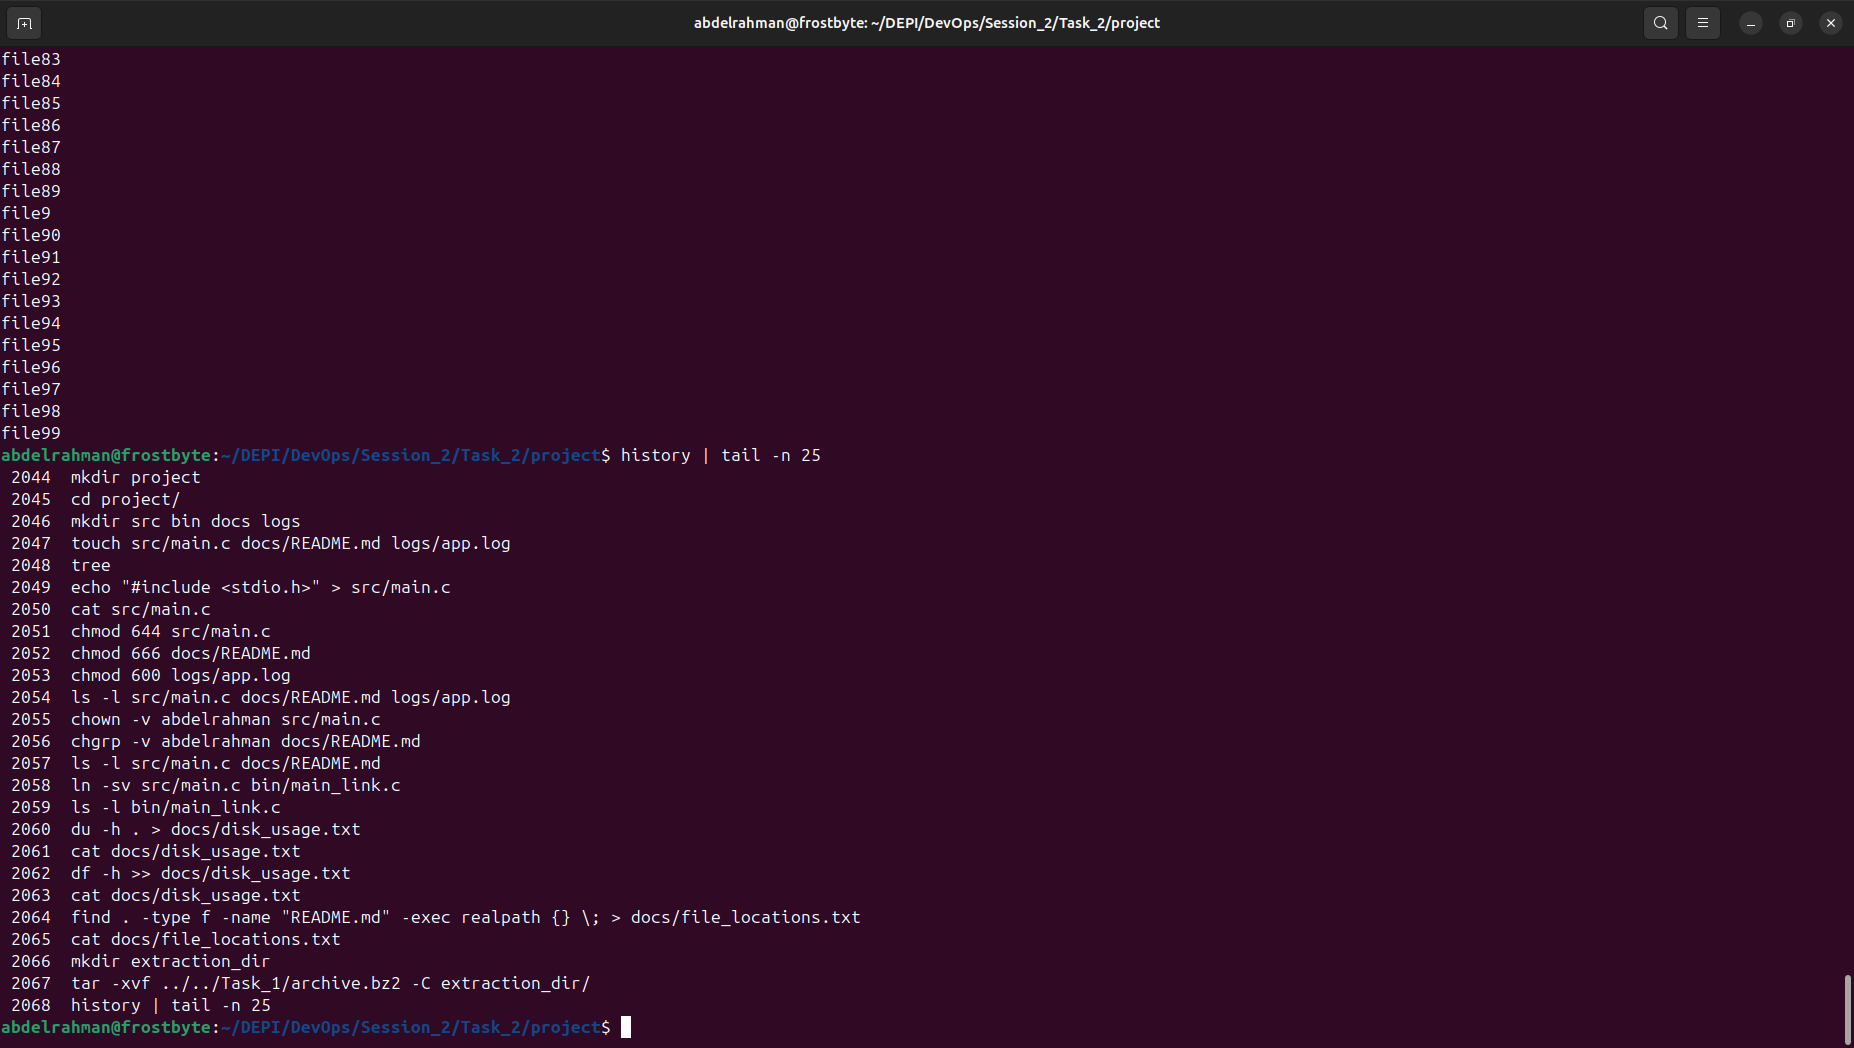 abdelrahman@frostbyte: ~/DEPI/DevOps/Session_2/Task_2/project
file83
file84
file85
file86
file87
file88
file89
file9
file90
file91
file92
file93
file94
file95
file96
file97
file98
file99
abdelrahman@frostbyte:~/DEPI/DevOps/Session_2/Task_2/project$ history | tail -n 25
2044  mkdir project
2045  cd project/
2046  mkdir src bin docs logs
2047  touch src/main.c docs/README.md logs/app.log
2048  tree
2049  echo "#include <stdio.h>" > src/main.c
2050  cat src/main.c
2051  chmod 644 src/main.c
2052  chmod 666 docs/README.md
2053  chmod 600 logs/app.log
2054  ls -l src/main.c docs/README.md logs/app.log
2055  chown -v abdelrahman src/main.c
2056  chgrp -v abdelrahman docs/README.md
2057  ls -l src/main.c docs/README.md
2058  ln -sv src/main.c bin/main_link.c
2059  ls -l bin/main_link.c
2060  du -h . > docs/disk_usage.txt
2061  cat docs/disk_usage.txt
2062  df -h >> docs/disk_usage.txt
2063  cat docs/disk_usage.txt
2064  find . -type f -name "README.md" -exec realpath {} \; > docs/file_locations.txt
2065  cat docs/file_locations.txt
2066  mkdir extraction_dir
2067  tar -xvf ../../Task_1/archive.bz2 -C extraction_dir/
2068  history | tail -n 25
abdelrahman@frostbyte:~/DEPI/DevOps/Session_2/Task_2/project$